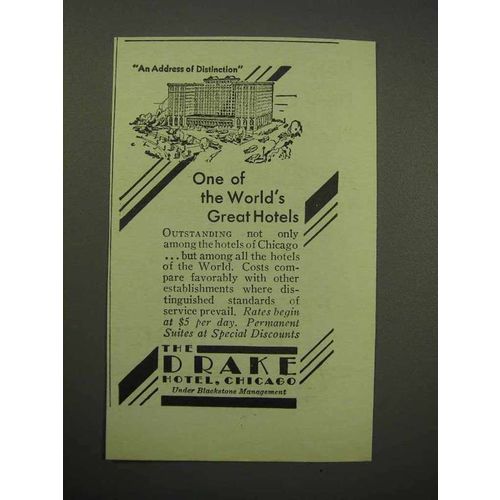 "An Address of Distinction"
One of
the World's
Great Hotels
OUTSTANDING not only
among the hotels of Chicago
...but among all the hotels
of the World. Costs com-
pare favorably with other
establishments where dis-
tinguished standards of
service prevail. Rates begin
at $5 per day. Permanent
Suites at Special Discounts
THE
DRAKE
HOTEL, CHICAGO
Under Blackstone Management